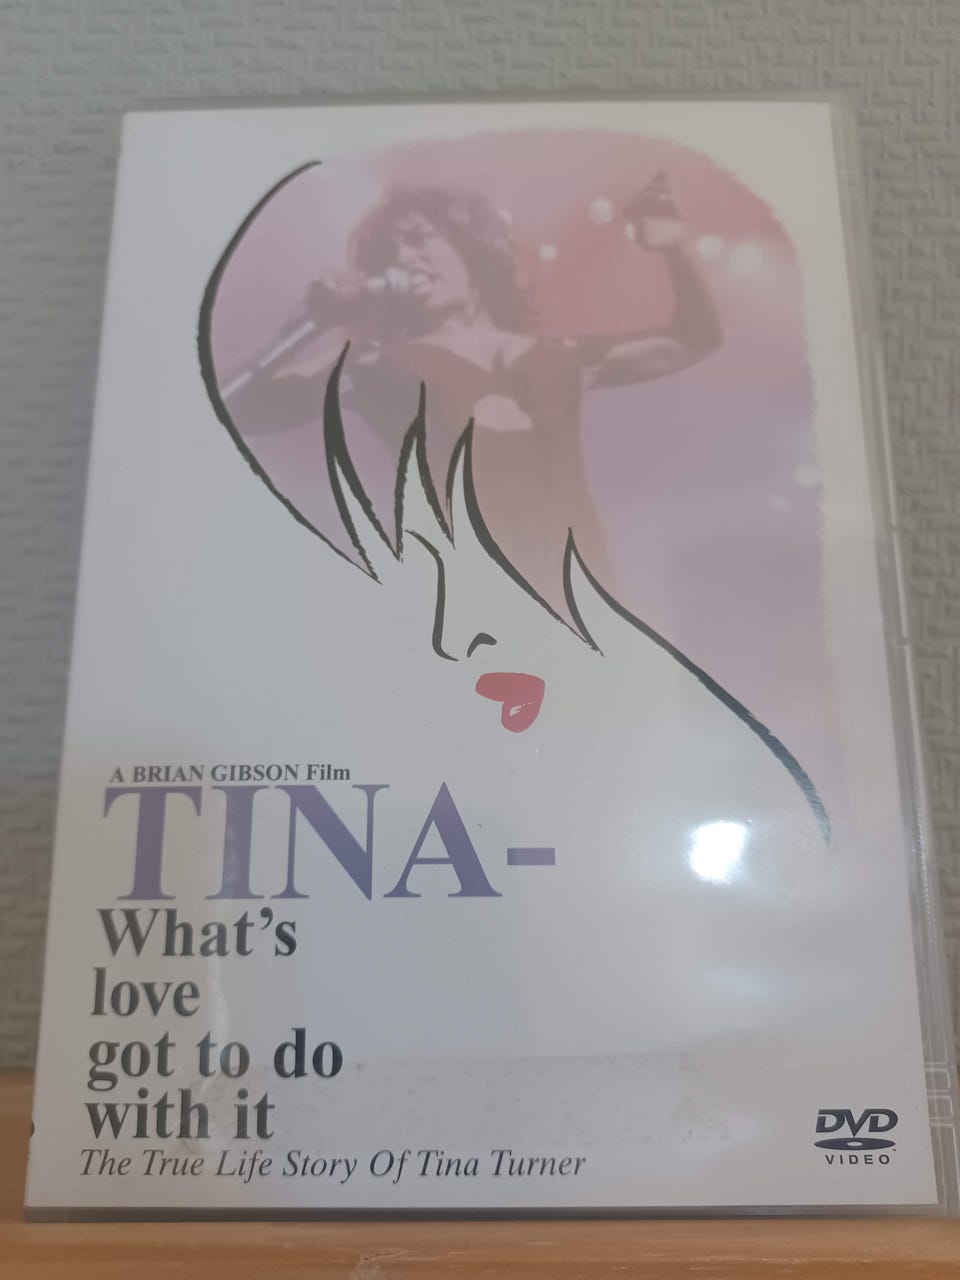 A BRIAN GIBSON Film
TINA-
What's
love
got to do
with it
The True Life Story Of Tina Turner
DVD
VIDEO